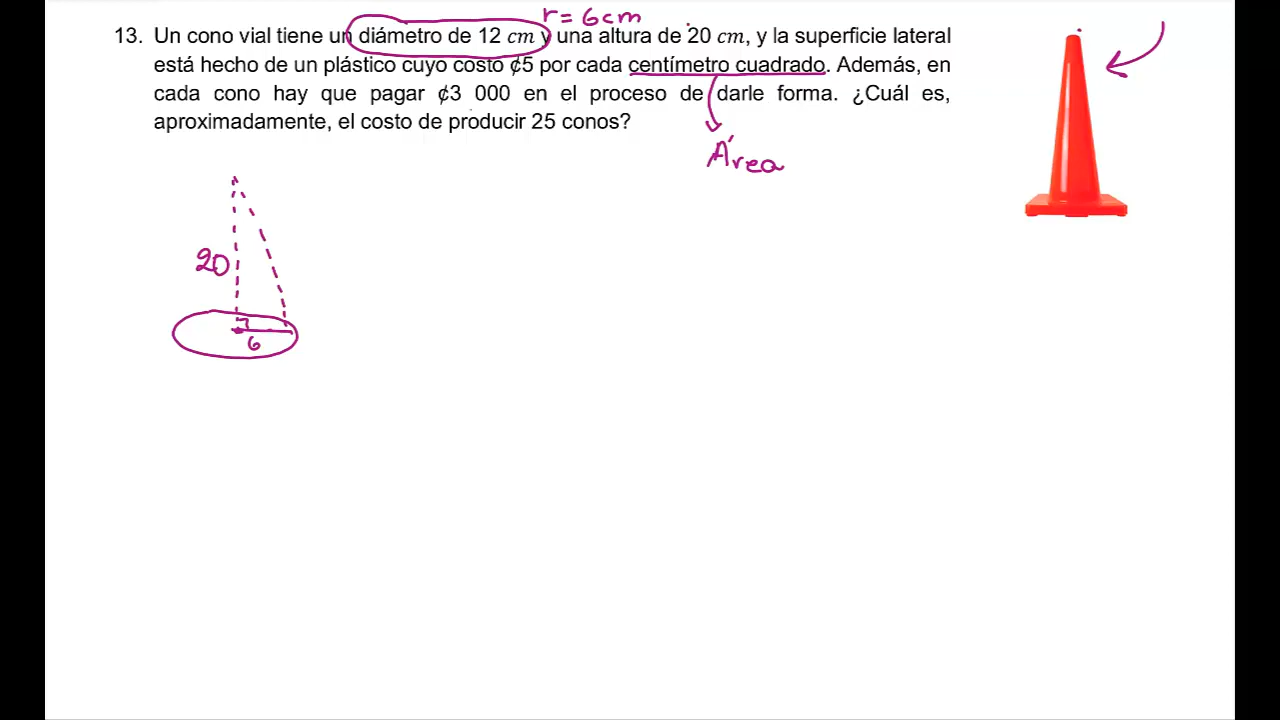 r = 6cm
13. Un cono vial tiene un diámetro de 12 cm y una altura de 20 cm, y la superficie lateral
está hecho de un plástico cuyo costo ₡5 por cada centímetro cuadrado. Además, en
cada cono hay que pagar ₡3 000 en el proceso de darle forma. ¿Cuál es,
aproximadamente, el costo de producir 25 conos?
Área
20
6